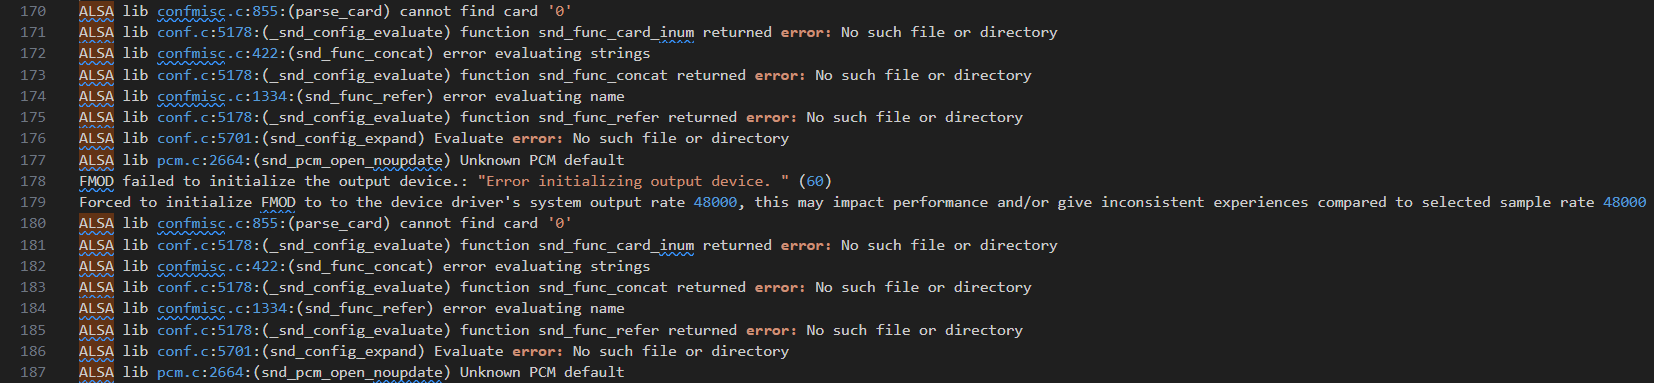 170 ALSA lib confmisc.c:855:(parse_card) cannot find card '0'
171 ALSA lib conf.c:5178:(_snd_config_evaluate) function snd_func_card_inum returned error: No such file or directory
172 ALSA lib confmisc.c:422:(snd_func_concat) error evaluating strings
173 ALSA lib conf.c:5178:(_snd_config_evaluate) function snd_func_concat returned error: No such file or directory
174 ALSA lib confmisc.c:1334:(snd_func_refer) error evaluating name
175 ALSA lib conf.c:5178:(_snd_config_evaluate) function snd_func_refer returned error: No such file or directory
176 ALSA lib conf.c:5701:(snd_config_expand) Evaluate error: No such file or directory
177 ALSA lib pcm.c:2664:(snd_pcm_open_noupdate) Unknown PCM default
178 FMOD failed to initialize the output device.: "Error initializing output device. " (60)
179 Forced to initialize FMOD to to the device driver's system output rate 48000, this may impact performance and/or give inconsistent experiences compared to selected sample rate 48000
180 ALSA lib confmisc.c:855:(parse_card) cannot find card '0'
181 ALSA lib conf.c:5178:(_snd_config_evaluate) function snd_func_card_inum returned error: No such file or directory
182 ALSA lib confmisc.c:422:(snd_func_concat) error evaluating strings
183 ALSA lib conf.c:5178:(_snd_config_evaluate) function snd_func_concat returned error: No such file or directory
184 ALSA lib confmisc.c:1334:(snd_func_refer) error evaluating name
185 ALSA lib conf.c:5178:(_snd_config_evaluate) function snd_func_refer returned error: No such file or directory
186 ALSA lib conf.c:5701:(snd_config_expand) Evaluate error: No such file or directory
187 ALSA lib pcm.c:2664:(snd_pcm_open_noupdate) Unknown PCM default